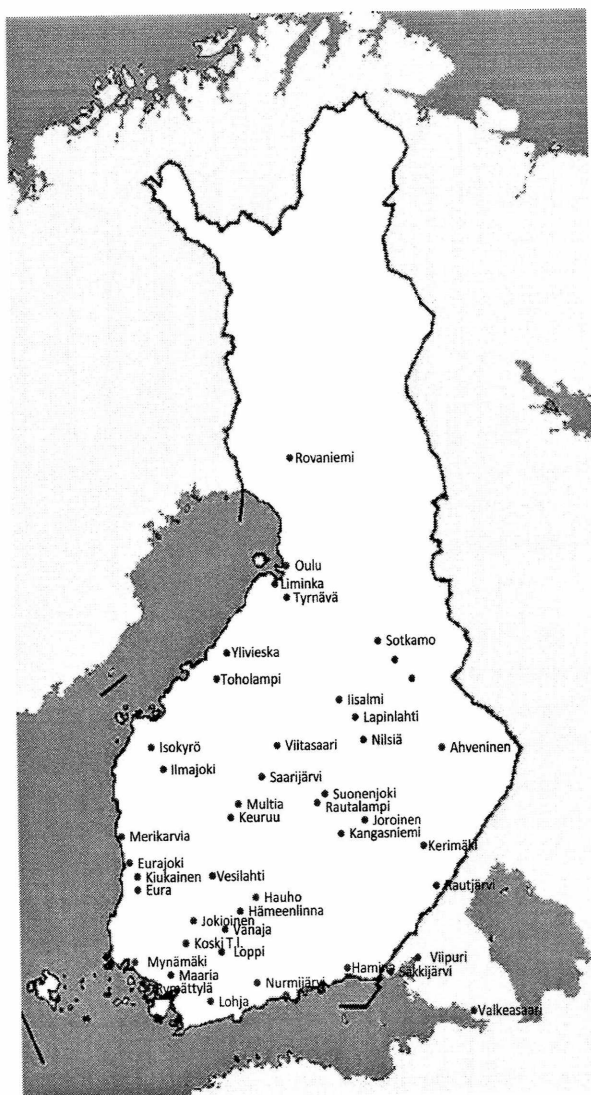 Rovaniemi
Oulu
Liminka
Tyrnävä
Sotkamo
Ylivieska
Toholampi
Iisalmi
Lapinlahti
Nilsiä
Isokyrö
Viitasaari
Ahveninen
Ilmajoki
Saarijärvi
Suonenjoki
Multia
Rautalampi
Keuruu
Joroinen
Kangasniemi
Merikarvia
Kerimäki
Eurajoki
Kiukainen
Vesilahti
Eura
Rautjärvi
Hauho
Hämeenlinna
Jokioinen
Vanaja
Koski T.l.
Loppi
Viipuri
Mynämäki
Hamina
Säkkijärvi
Maaria
Nurmijärvi
Rymättylä
Lohja
Valkeasaari